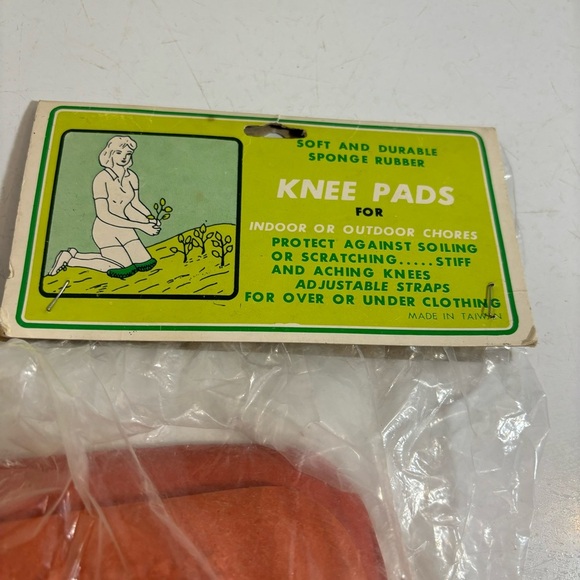 SOFT AND DURABLE
SPONGE RUBBER
KNEE PADS
FOR
INDOOR OR OUTDOOR CHORES
PROTECT AGAINST SOILING
OR SCRATCHING.....STIFF
AND ACHING KNEES
ADJUSTABLE STRAPS
FOR OVER OR UNDER CLOTHING
MADE IN TAIWAN